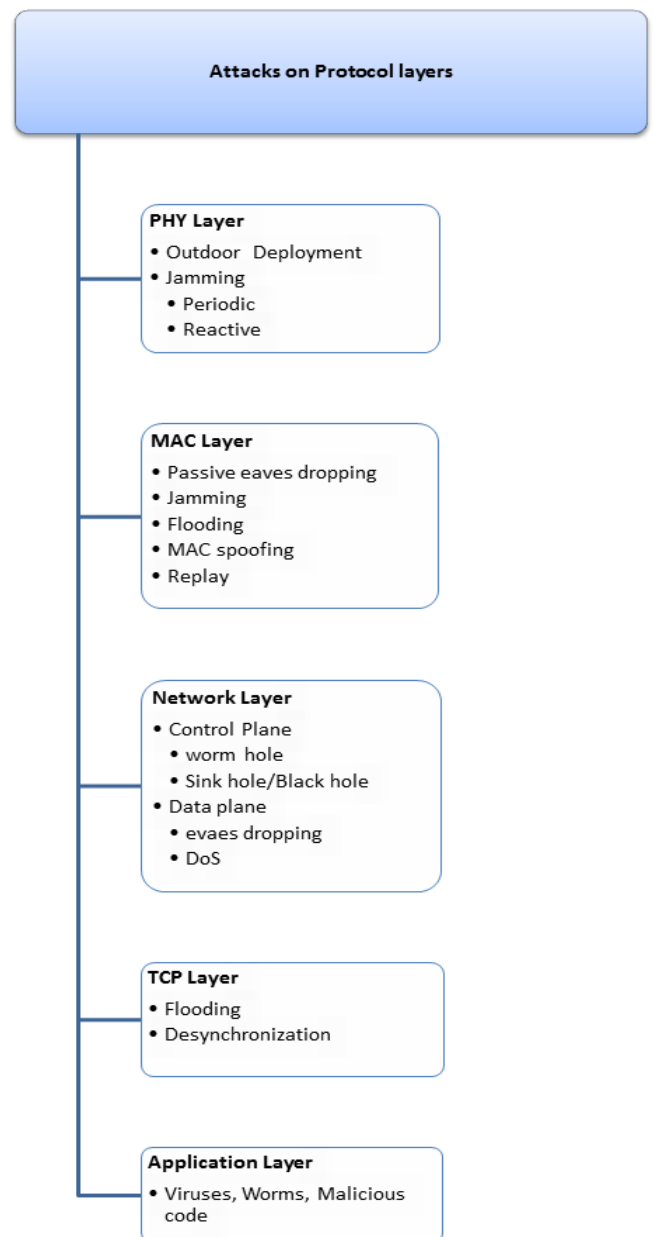 Attacks on Protocol layers
PHY Layer
• Outdoor Deployment
• Jamming
• Periodic
• Reactive
MAC Layer
• Passive eaves dropping
• Jamming
• Flooding
• MAC spoofing
• Replay
Network Layer
• Control Plane
• worm hole
• Sink hole/Black hole
• Data plane
• evaes dropping
• DoS
TCP Layer
• Flooding
• Desynchronization
Application Layer
• Viruses, Worms, Malicious
code